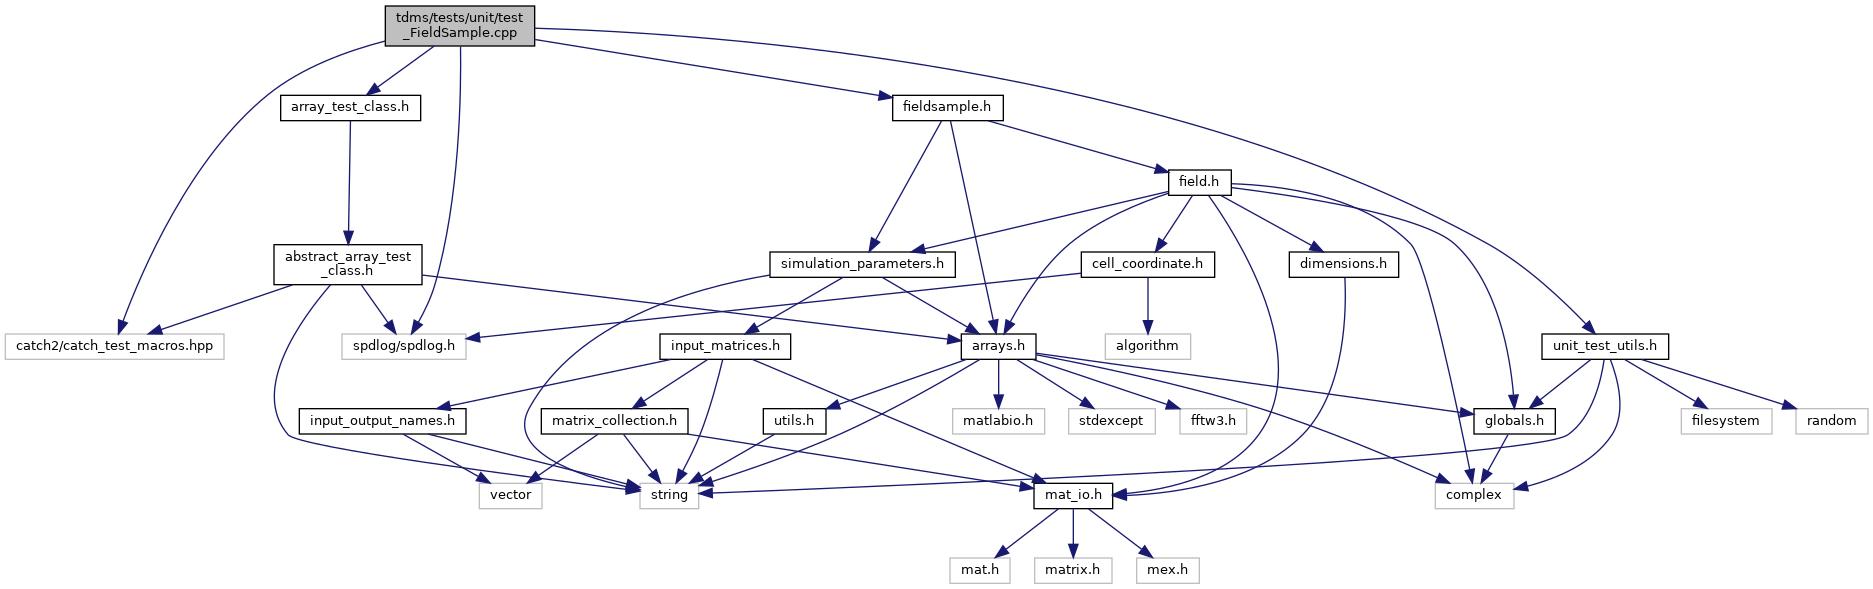 tdms/tests/unit/test
_FieldSample.cpp
array_test_class.h
fieldsample.h
field.h
abstract_array_test
_class.h
simulation_parameters.h
cell_coordinate.h
dimensions.h
catch2/catch_test_macros.hpp
spdlog/spdlog.h
input_matrices.h
arrays.h
algorithm
unit_test_utils.h
input_output_names.h
matrix_collection.h
utils.h
matlabio.h
stdexcept
fftw3.h
globals.h
filesystem
random
vector
string
mat_io.h
complex
mat.h
matrix.h
mex.h